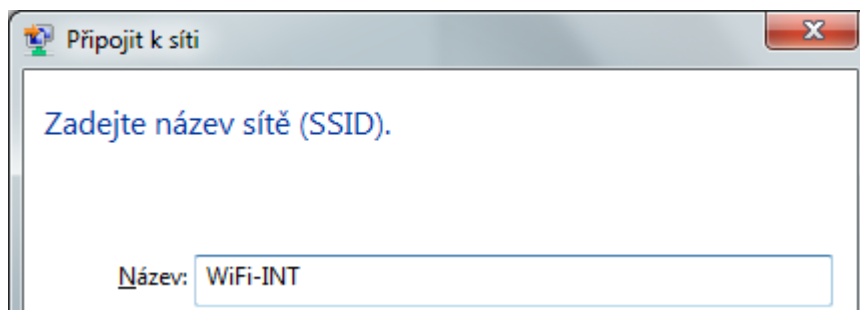 Připojit k síti
Zadejte název sítě (SSID).
Název: WiFi-INT